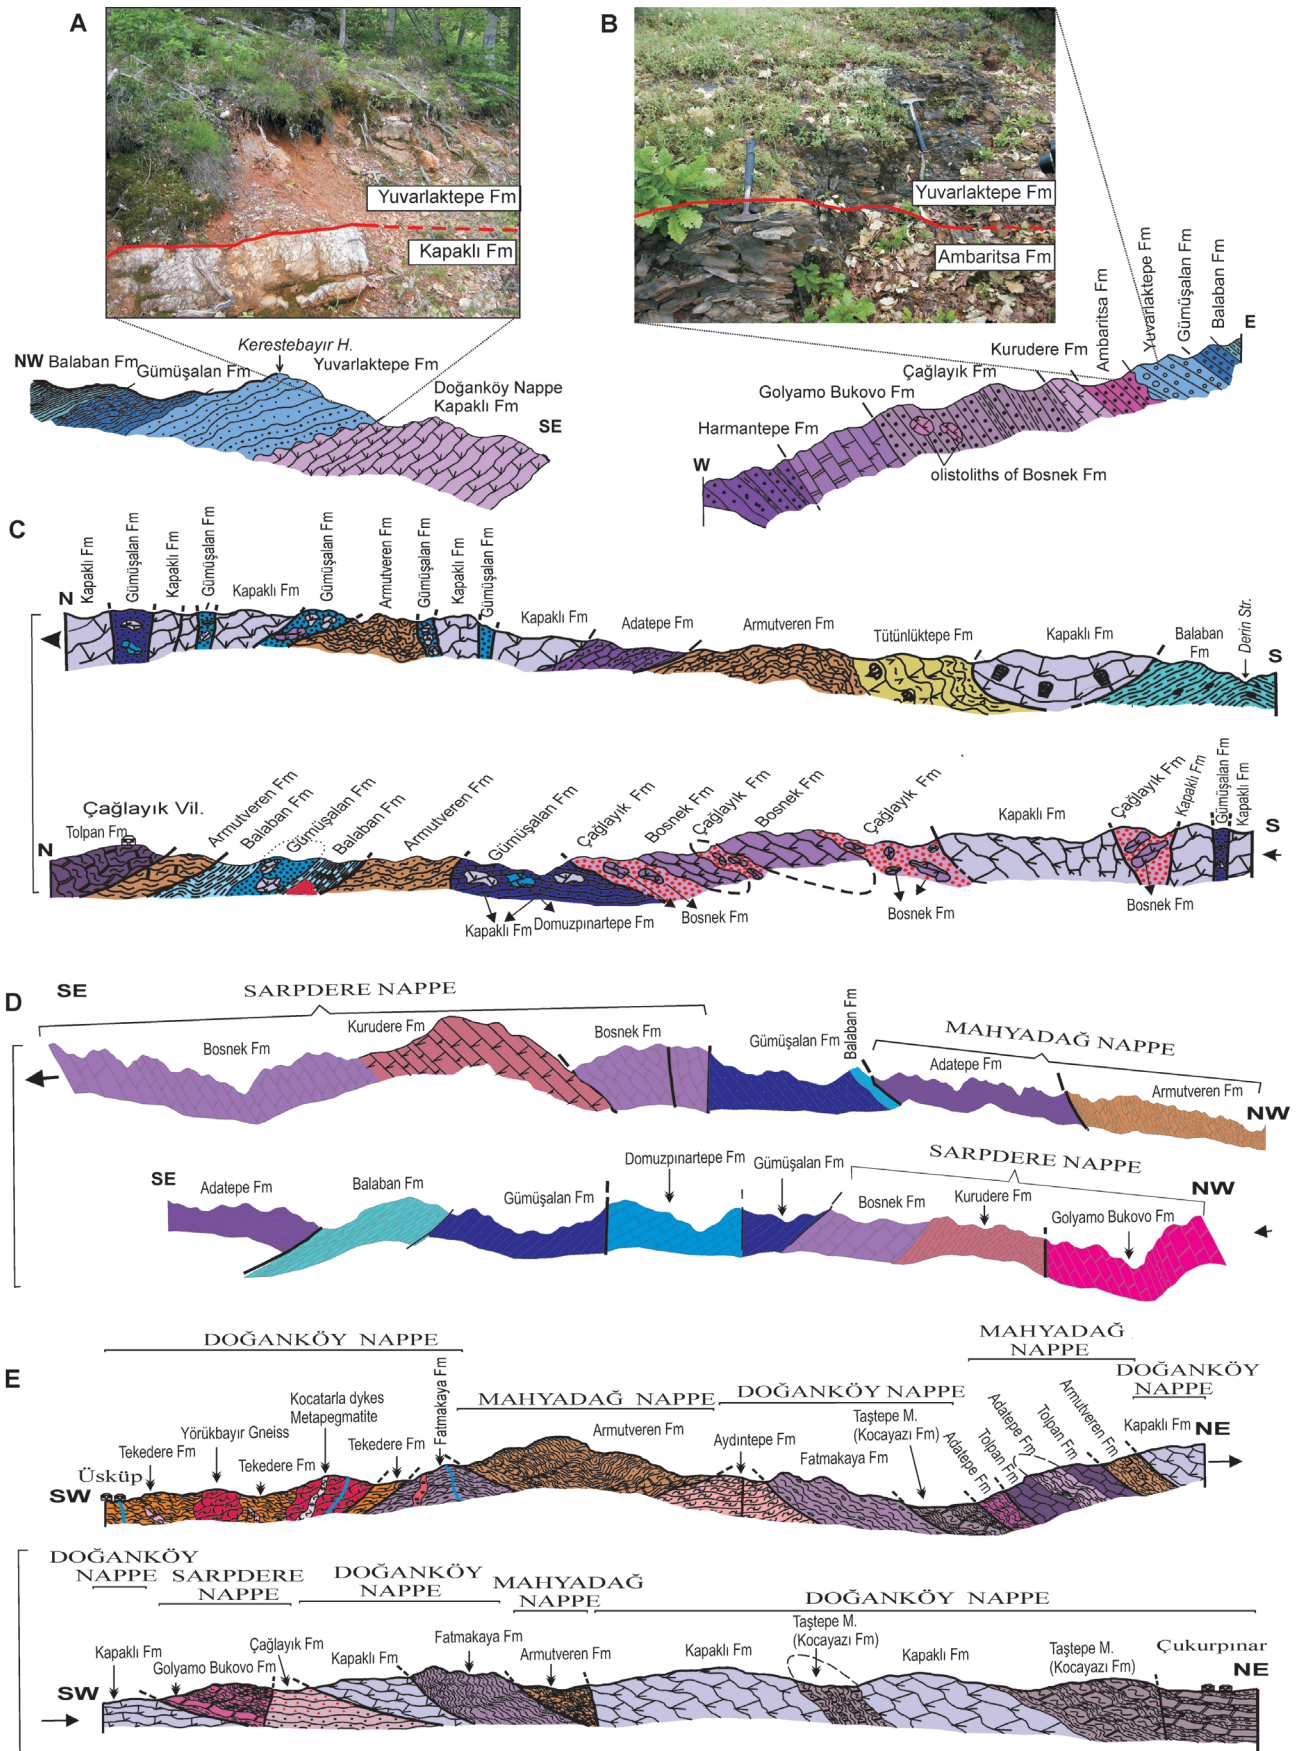 A
Yuvarlaktepe Fm
Kapaklı Fm
B
Yuvarlaktepe Fm
Ambaritsa Fm
NW
Balaban Fm
Gümüşalan Fm
Kerestebayır H.
Yuvarlaktepe Fm
Doğanköy Nappe
Kapaklı Fm
SE
W
Harmantepe Fm
Golyamo Bukovo Fm
Çağlayık Fm
Kurudere Fm
Ambaritsa Fm
Yuvarlaktepe Fm
Gümüşalan Fm
Balaban Fm
E
olistoliths of Bosnek Fm
C
N
Kapaklı Fm
Gümüşalan Fm
Kapaklı Fm
Gümüşalan Fm
Kapaklı Fm
Gümüşalan Fm
Armutveren Fm
Gümüşalan Fm
Kapaklı Fm
Gümüşalan Fm
Kapaklı Fm
Adatepe Fm
Armutveren Fm
Tütünlüktepe Fm
Kapaklı Fm
Balaban
Fm
Derin Str.
S
N
Çağlayık Vil.
Tolpan Fm
Armutveren Fm
Balaban Fm
Gümüşalan Fm
Balaban Fm
Armutveren Fm
Gümüşalan Fm
Çağlayık Fm
Bosnek Fm
Çağlayık Fm
Bosnek Fm
Çağlayık Fm
Kapaklı Fm
Çağlayık Fm
Kapaklı Fm
Gümüşalan Fm
Kapaklı Fm
S
Kapaklı Fm
Domuzpınartepe Fm
Bosnek Fm
Bosnek Fm
Bosnek Fm
D
SE
SARPDERE NAPPE
Bosnek Fm
Kurudere Fm
Bosnek Fm
Gümüşalan Fm
Balaban Fm
MAHYADAĞ NAPPE
Adatepe Fm
Armutveren Fm
NW
SE
Adatepe Fm
Balaban Fm
Gümüşalan Fm
Domuzpınartepe Fm
Gümüşalan Fm
SARPDERE NAPPE
Bosnek Fm
Kurudere Fm
Golyamo Bukovo Fm
NW
E
DOĞANKÖY NAPPE
MAHYADAĞ NAPPE
DOĞANKÖY NAPPE
MAHYADAĞ
NAPPE
DOĞANKÖY
NAPPE
SW
Üsküp
Tekedere Fm
Yörükbayır Gneiss
Tekedere Fm
Kocatarla dykes
Metapegmatite
Tekedere Fm
Fatmakaya Fm
Armutveren Fm
Aydıntepe Fm
Fatmakaya Fm
Taştepe M.
(Kocayazı Fm)
Adatepe Fm
Tolpan Fm
Adatepe Fm
Tolpan Fm
Armutveren Fm
Kapaklı Fm
NE
DOĞANKÖY
NAPPE
SARPDERE
NAPPE
DOĞANKÖY
NAPPE
MAHYADAĞ
NAPPE
DOĞANKÖY NAPPE
SW
Kapaklı Fm
Golyamo Bukovo Fm
Çağlayık Fm
Kapaklı Fm
Fatmakaya Fm
Armutveren Fm
Kapaklı Fm
Taştepe M.
(Kocayazı Fm)
Kapaklı Fm
Taştepe M.
(Kocayazı Fm)
Çukurpınar
NE